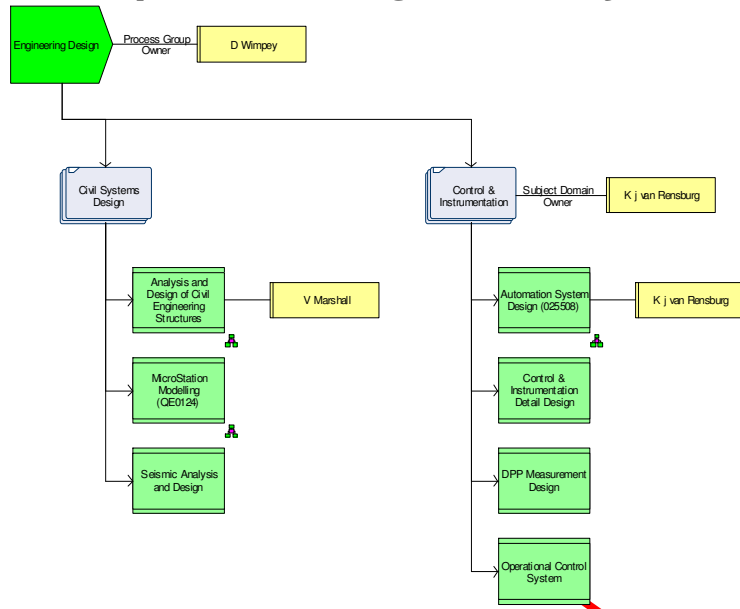 Engineering Design
Process Group
Owner
D Wimpey
Civil Systems
Design
Control &
Instrumentation
Subject Domain
Owner
K j van Rensburg
Analysis and
Design of Civil
Engineering
Structures
V Marshall
Automation System
Design (025508)
K j van Rensburg
MicroStation
Modelling
(QE0124)
Control &
Instrumentation
Detail Design
Seismic Analysis
and Design
DPP Measurement
Design
Operational Control
System